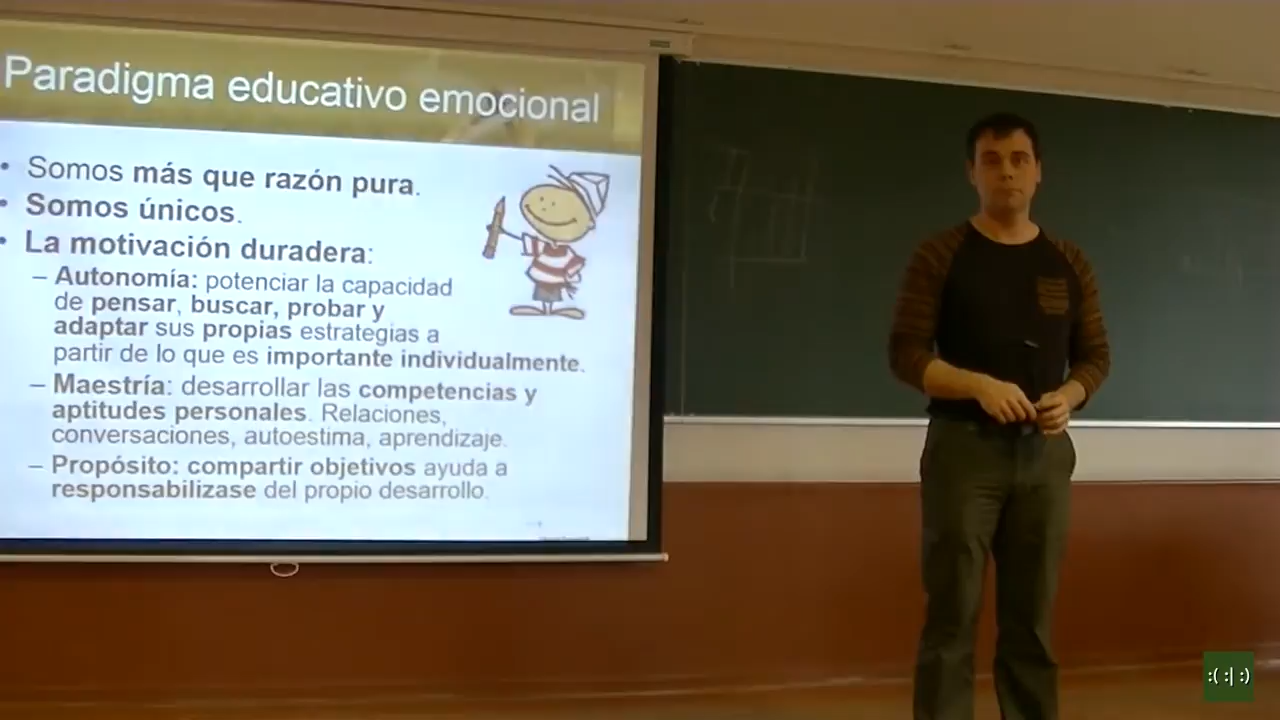 Paradigma educativo emocional
• Somos más que razón pura.
• Somos únicos.
• La motivación duradera:
– Autonomía: potenciar la capacidad
de pensar, buscar, probar y
adaptar sus propias estrategias a
partir de lo que es importante individualmente.
– Maestría: desarrollar las competencias y
aptitudes personales. Relaciones,
conversaciones, autoestima, aprendizaje.
– Propósito: compartir objetivos ayuda a
responsabilizase del propio desarrollo.
:( :| :)